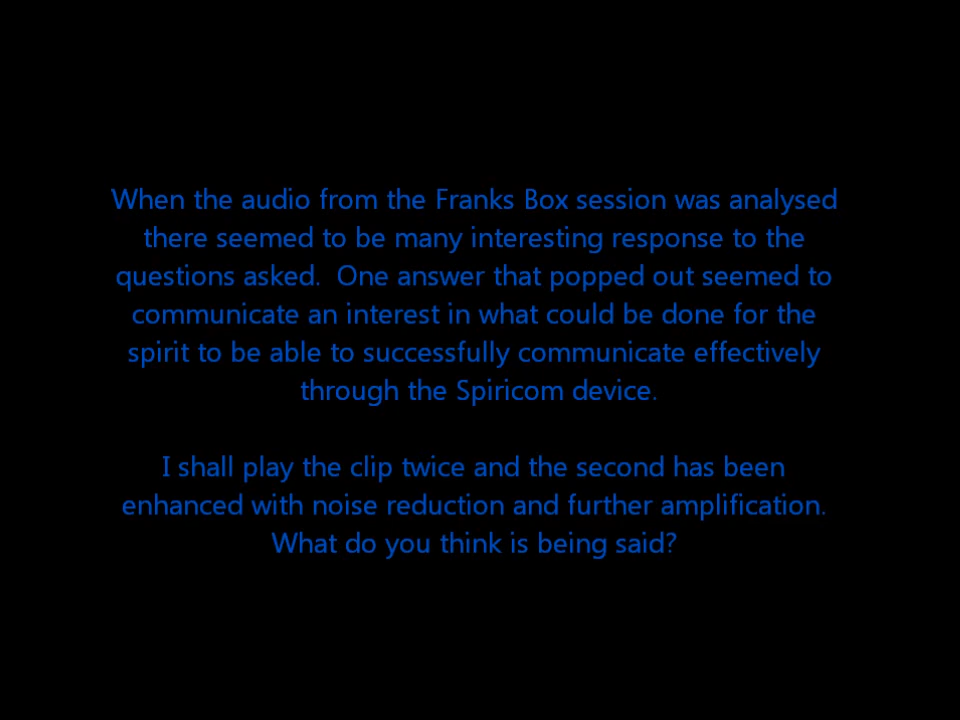 When the audio from the Franks Box session was analysed
there seemed to be many interesting response to the
questions asked.  One answer that popped out seemed to
communicate an interest in what could be done for the
spirit to be able to successfully communicate effectively
through the Spiricom device.

I shall play the clip twice and the second has been
enhanced with noise reduction and further amplification.
What do you think is being said?